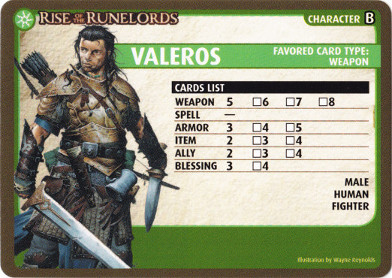 RISE OF THE RUNELORDS
CHARACTER B
VALEROS
FAVORED CARD TYPE:
WEAPON
CARDS LIST
WEAPON 5 □6 □7 □8
SPELL —
ARMOR 3 □4 □5
ITEM 2 □3 □4
ALLY 2 □3 □4
BLESSING 3 □4
MALE
HUMAN
FIGHTER
Illustration by Wayne Reynolds